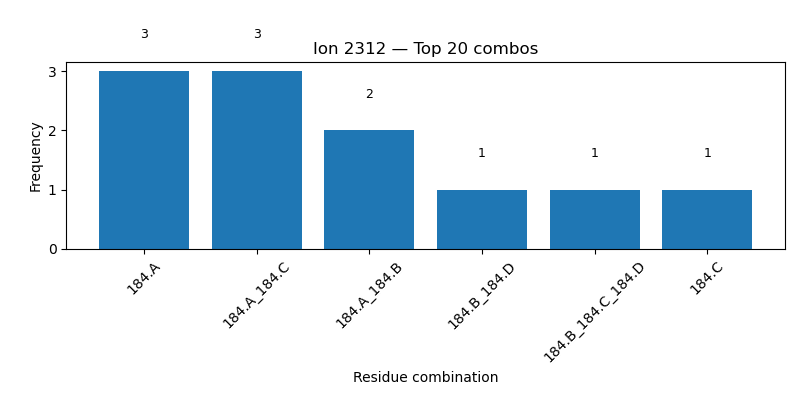 3 3
Ion 2312 — Top 20 combos
3
2
1
0
Frequency
2
1
1
1
184.A
184.A_184.C
184.A_184.B
184.B_184.D
184.B_184.C_184.D
184.C
Residue combination